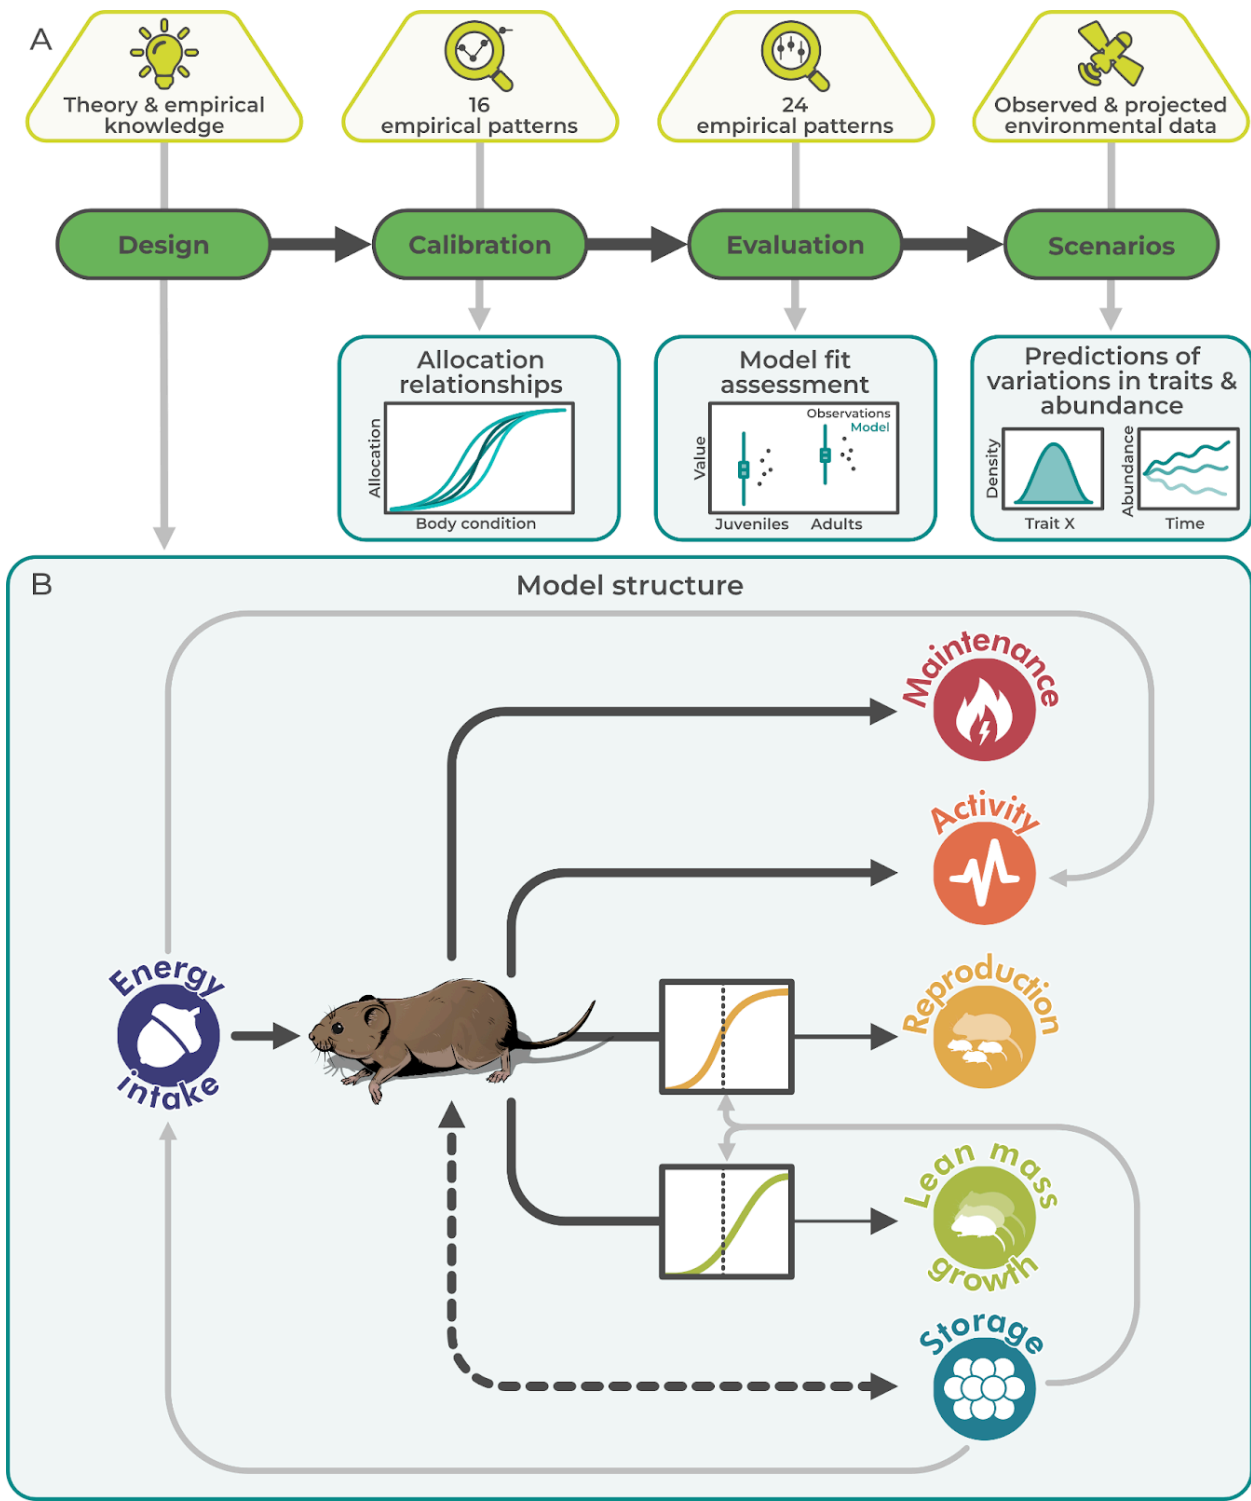 A
Theory & empirical
knowledge
16
empirical patterns
24
empirical patterns
Observed & projected
environmental data
Design
Calibration
Evaluation
Scenarios
Allocation
relationships
Allocation
Body condition
Model fit
assessment
Observations
Model
Value
Juveniles
Adults
Predictions of
variations in traits &
abundance
Density
Trait X
Abundance
Time
B
Model structure
Maintenance
Activity
Energy
intake
Reproduction
Lean mass
growth
Storage